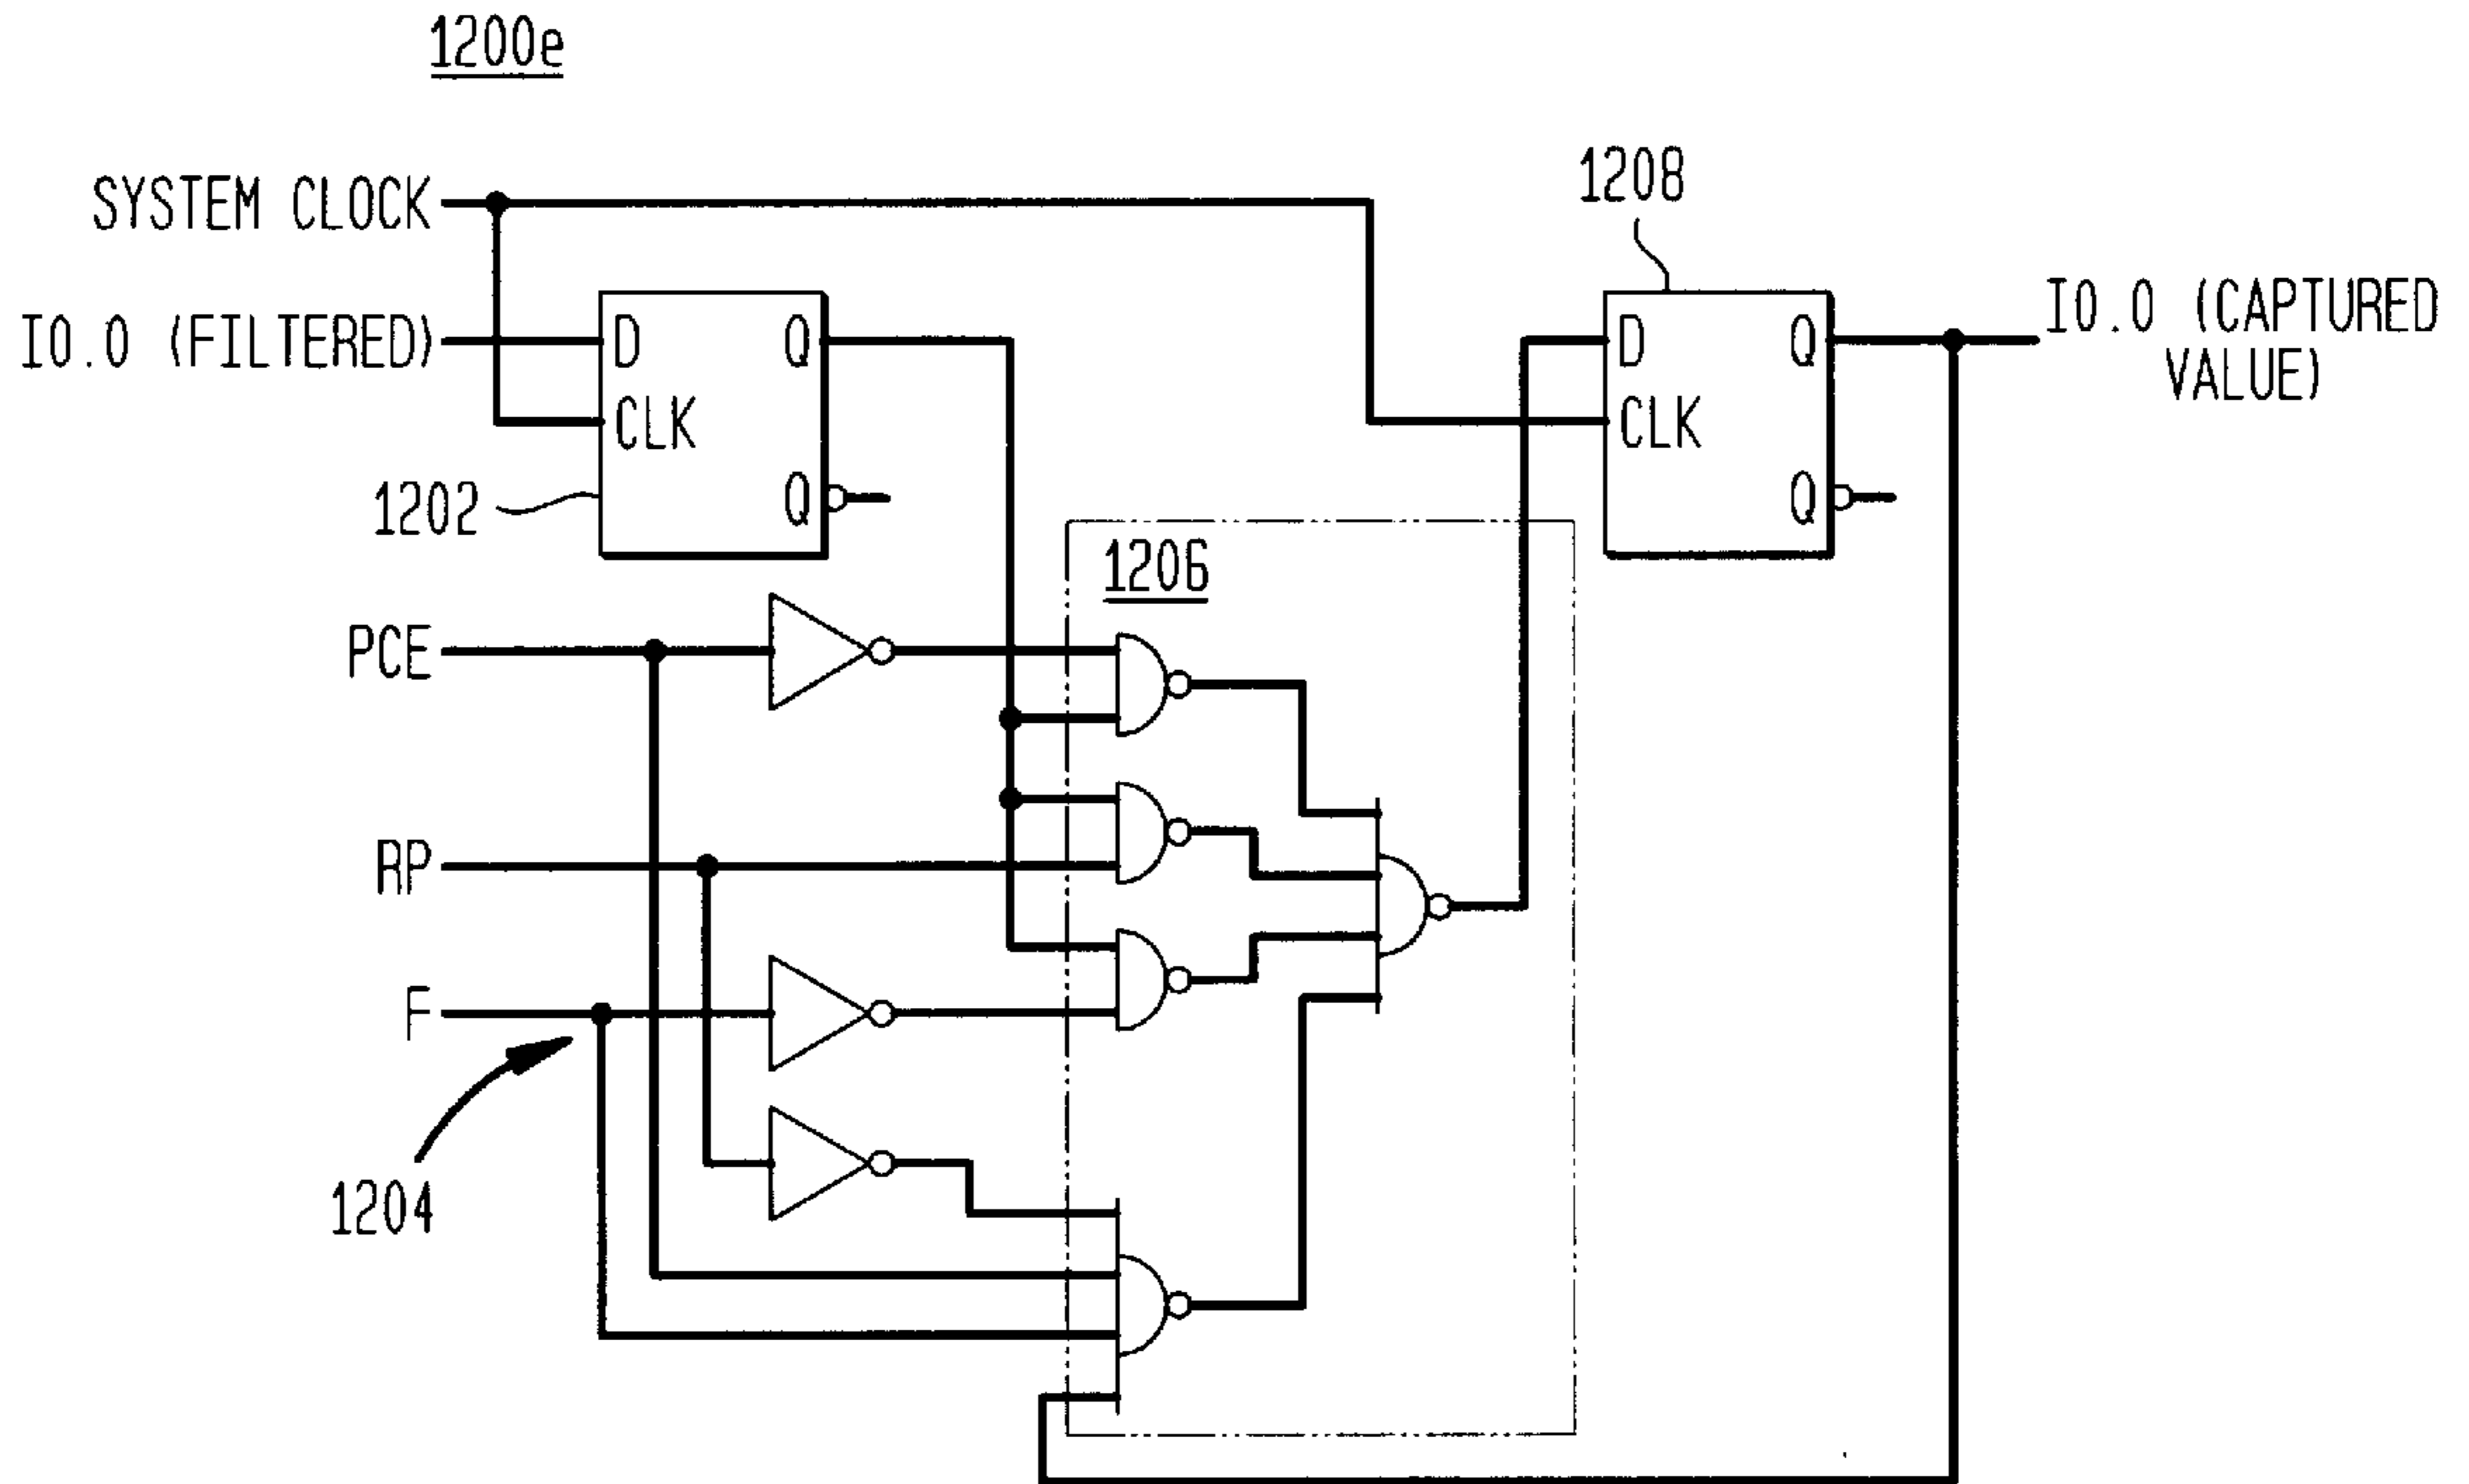 1200e
SYSTEM CLOCK
1208
I0.0 (FILTERED)
D
Q
CLK
Q
1202
D
Q
CLK
Q
I0.0 (CAPTURED
VALUE)
1206
PCE
RP
F
1204